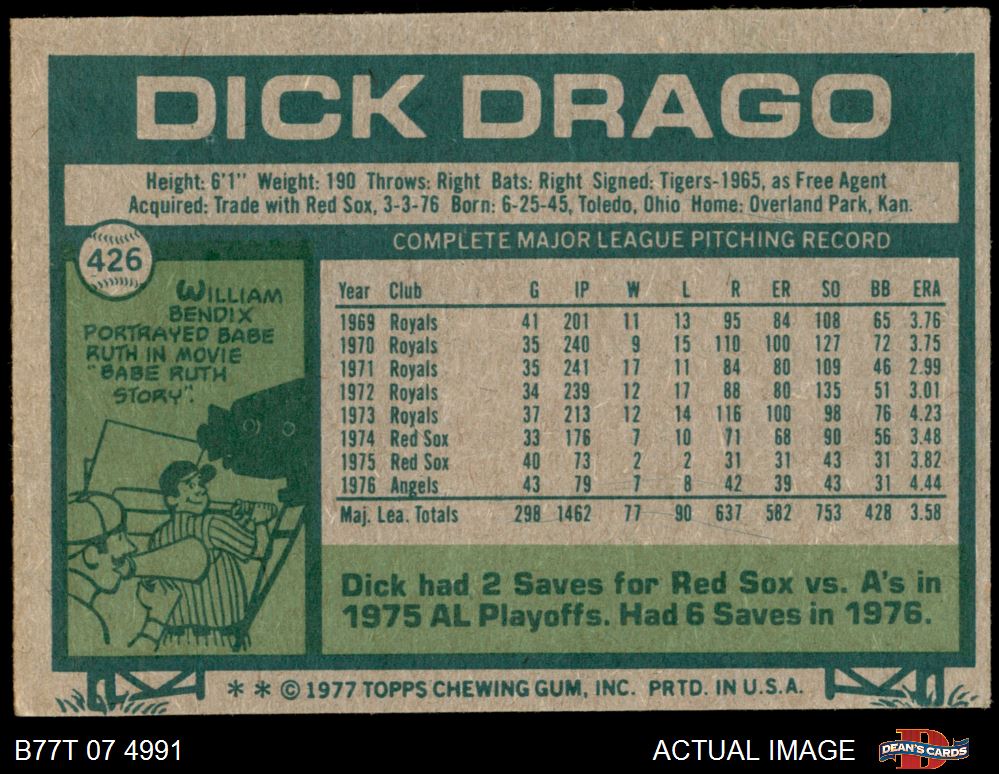 DICK DRAGO
Height: 6'1" Weight: 190 Throws: Right Bats: Right Signed: Tigers-1965, as Free Agent
Acquired: Trade with Red Sox, 3-3-76 Born: 6-25-45, Toledo, Ohio Home: Overland Park, Kan.
426
WILLIAM
BENDIX
PORTRAYED BABE
RUTH IN MOVIE
"BABE RUTH
STORY".
COMPLETE MAJOR LEAGUE PITCHING RECORD
Year Club G IP W L R ER SO BB ERA
1969 Royals 41 201 11 13 95 84 108 65 3.76
1970 Royals 35 240 9 15 110 100 127 72 3.75
1971 Royals 35 241 17 11 84 80 109 46 2.99
1972 Royals 34 239 12 17 88 80 135 51 3.01
1973 Royals 37 213 12 14 116 100 98 76 4.23
1974 Red Sox 33 176 7 10 71 68 90 56 3.48
1975 Red Sox 40 73 2 2 31 31 43 31 3.82
1976 Angels 43 79 7 8 42 39 43 31 4.44
Maj. Lea. Totals 298 1462 77 90 637 582 753 428 3.58
Dick had 2 Saves for Red Sox vs. A's in
1975 AL Playoffs. Had 6 Saves in 1976.
* * © 1977 TOPPS CHEWING GUM, INC. PRTD. IN U.S.A.
B77T 07 4991 ACTUAL IMAGE
DEAN'S CARDS